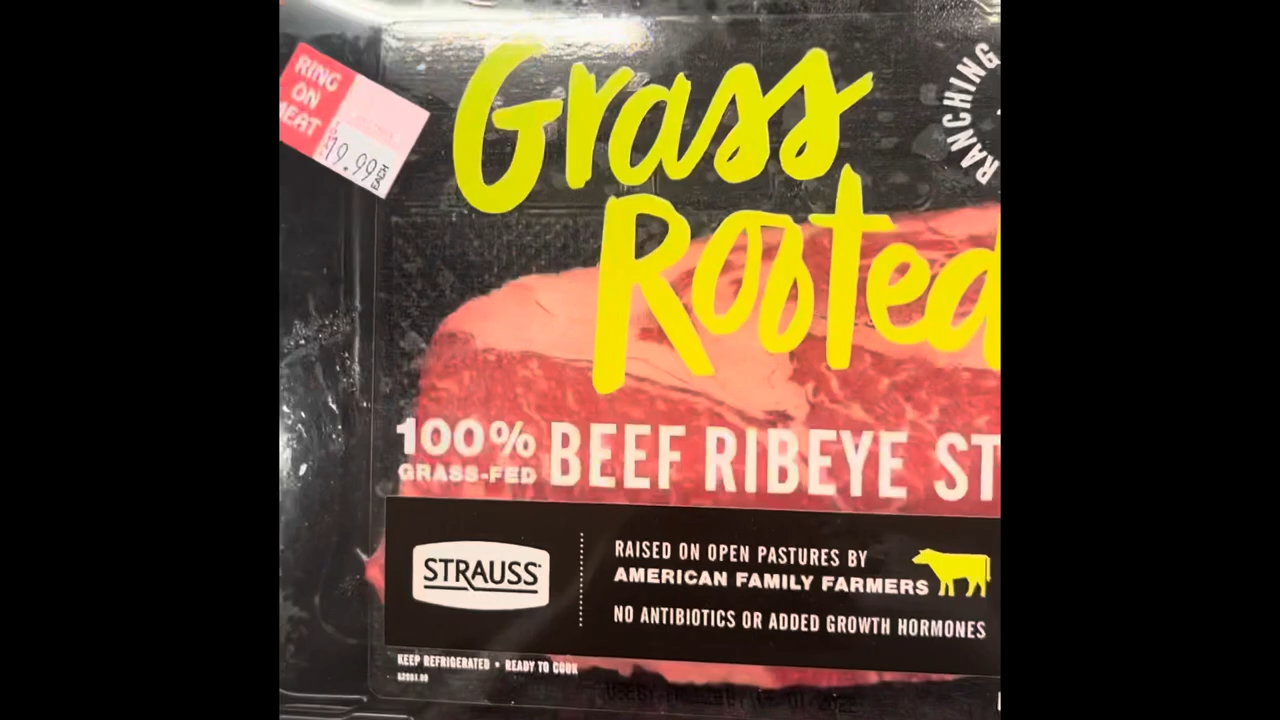 RING
ON
MEAT
19.99
EACH
Grass
Rooted
RANCHING
100%
GRASS-FED
BEEF RIBEYE ST
STRAUSS
RAISED ON OPEN PASTURES BY
AMERICAN FAMILY FARMERS
NO ANTIBIOTICS OR ADDED GROWTH HORMONES
KEEP REFRIGERATED • READY TO COOK